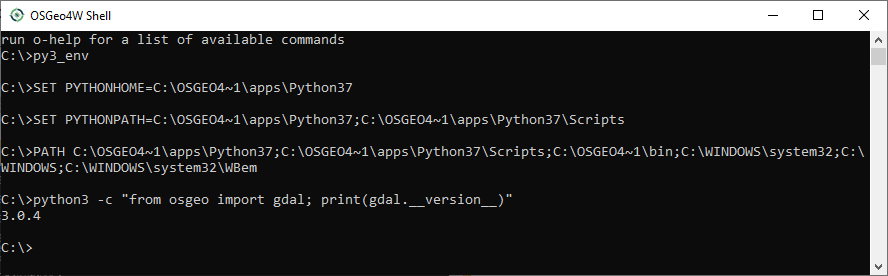 OSGeo4W Shell
run o-help for a list of available commands
C:\>py3_env
C:\>SET PYTHONHOME=C:\OSGEO4~1\apps\Python37
C:\>SET PYTHONPATH=C:\OSGEO4~1\apps\Python37;C:\OSGEO4~1\apps\Python37\Scripts
C:\>PATH C:\OSGEO4~1\apps\Python37;C:\OSGEO4~1\apps\Python37\Scripts;C:\OSGEO4~1\bin;C:\WINDOWS\system32;C:\
WINDOWS;C:\WINDOWS\system32\WBem
C:\>python3 -c "from osgeo import gdal; print(gdal.__version__)"
3.0.4
C:\>